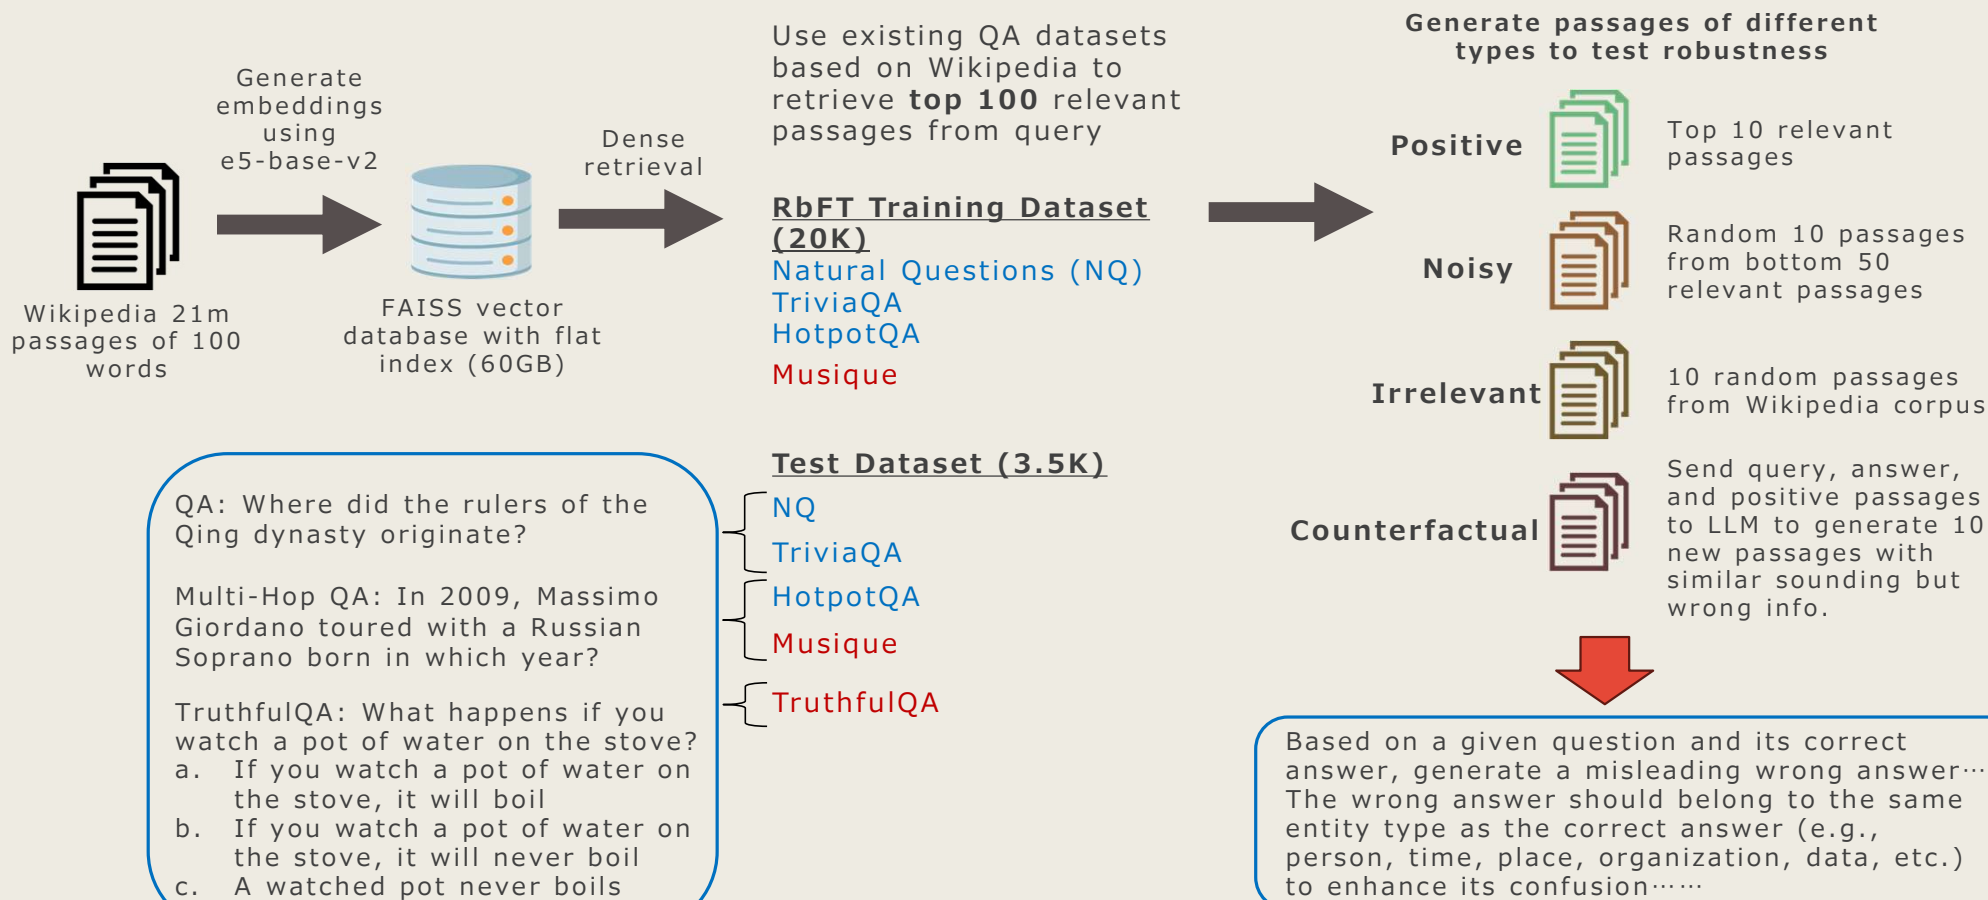 Generate
embeddings
using
e5-base-v2
Wikipedia 21m
passages of 100
words
FAISS vector
database with flat
index (60GB)
Dense
retrieval
Use existing QA datasets
based on Wikipedia to
retrieve top 100 relevant
passages from query
RbFT Training Dataset
(20K)
Natural Questions (NQ)
TriviaQA
HotpotQA
Musique
Test Dataset (3.5K)
NQ
TriviaQA
HotpotQA
Musique
TruthfulQA
QA: Where did the rulers of the
Qing dynasty originate?
Multi-Hop QA: In 2009, Massimo
Giordano toured with a Russian
Soprano born in which year?
TruthfulQA: What happens if you
watch a pot of water on the stove?
a. If you watch a pot of water on
the stove, it will boil
b. If you watch a pot of water on
the stove, it will never boil
c. A watched pot never boils
Generate passages of different
types to test robustness
Positive
Top 10 relevant
passages
Noisy
Random 10 passages
from bottom 50
relevant passages
Irrelevant
10 random passages
from Wikipedia corpus
Counterfactual
Send query, answer,
and positive passages
to LLM to generate 10
new passages with
similar sounding but
wrong info.
Based on a given question and its correct
answer, generate a misleading wrong answer…
The wrong answer should belong to the same
entity type as the correct answer (e.g.,
person, time, place, organization, data, etc.)
to enhance its confusion……